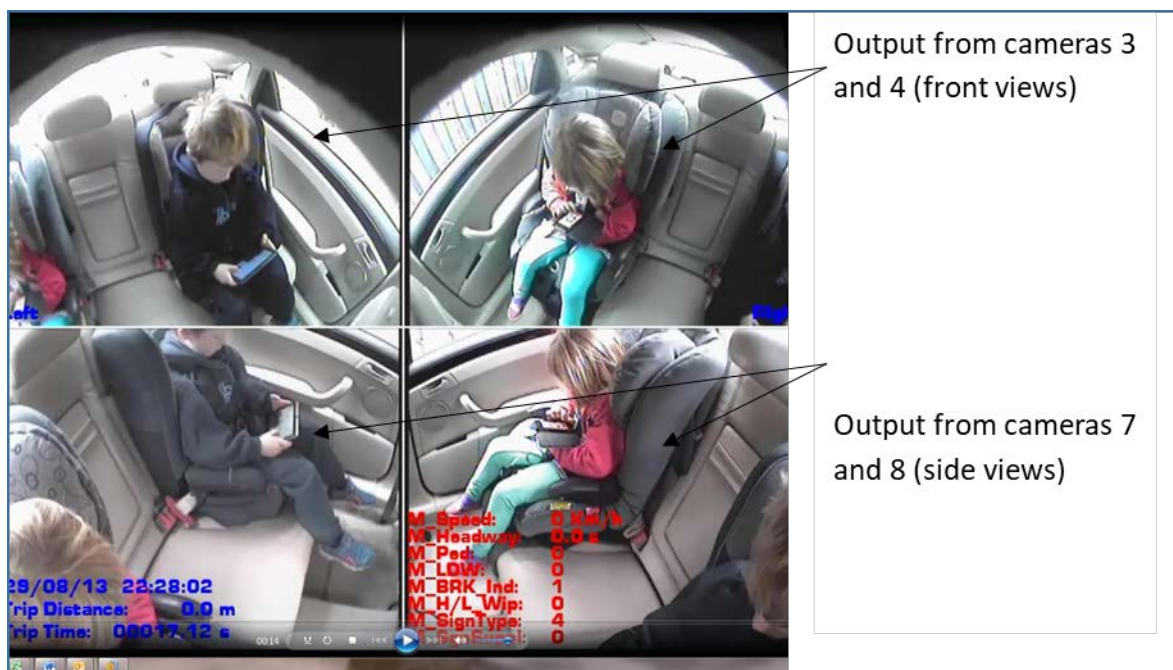 Output from cameras 3
and 4 (front views)
Output from cameras 7
and 8 (side views)
M_Speed: 0 KM/h
M_Headway: 0.0 s
M_Ped: 0
M_LDW: 0
M_BRK_Ind: 1
M_H/L_Wip: 0
M_SignType: 4
0
29/08/13 22:28:02
Trip Distance: 0.0 m
Trip Time: 00017.12 s
00:14